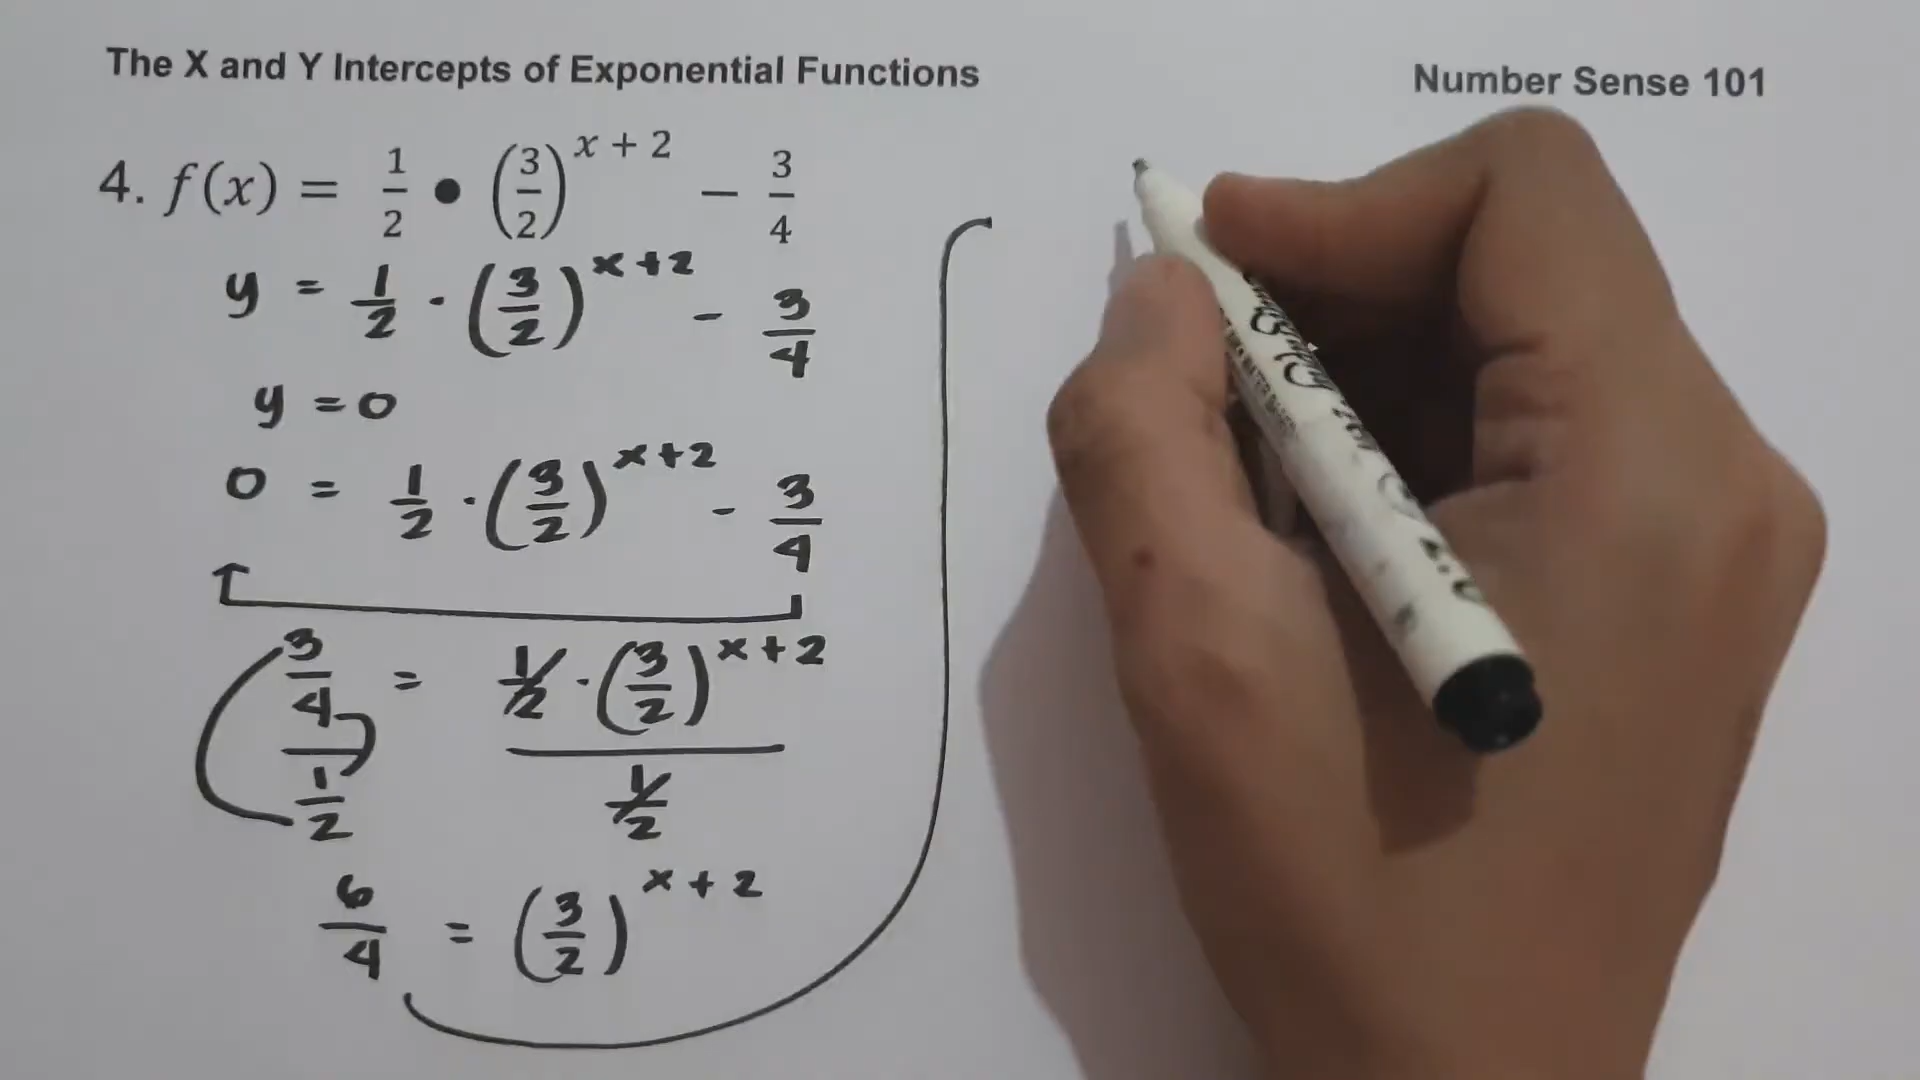 The X and Y Intercepts of Exponential Functions
Number Sense 101
4. f(x) = 1/2 • (3/2)^(x + 2) − 3/4
y = 1/2 · (3/2)^(x+2) - 3/4
y = 0
0 = 1/2 · (3/2)^(x+2) - 3/4
3/4 = 1/2 · (3/2)^(x+2)
1/2 1/2
6/4 = (3/2)^(x+2)